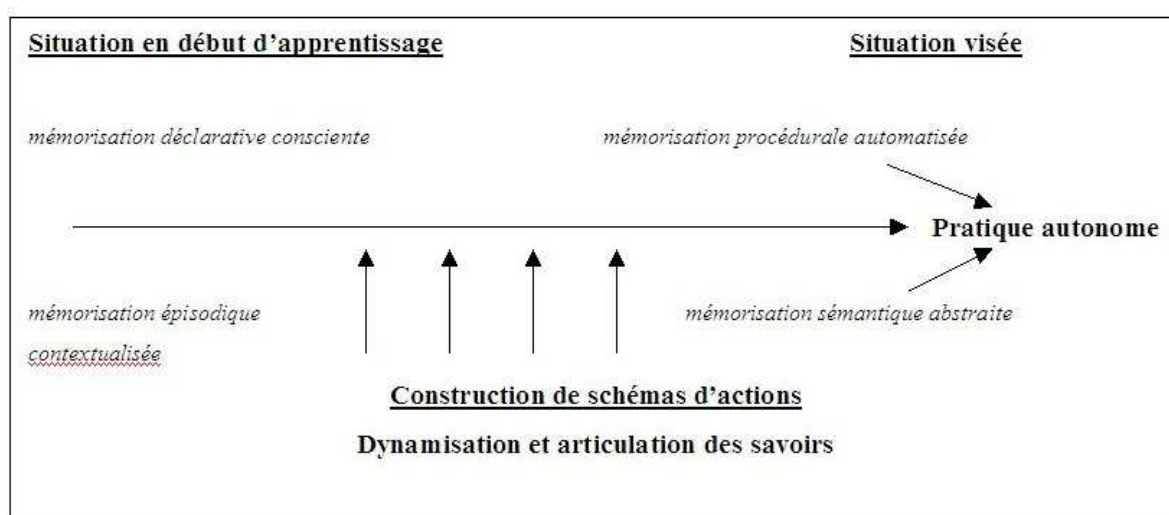 Situation en début d’apprentissage
Situation visée
mémorisation déclarative consciente
mémorisation procédurale automatisée
Pratique autonome
mémorisation épisodique
contextualisée
mémorisation sémantique abstraite
Construction de schémas d’actions
Dynamisation et articulation des savoirs